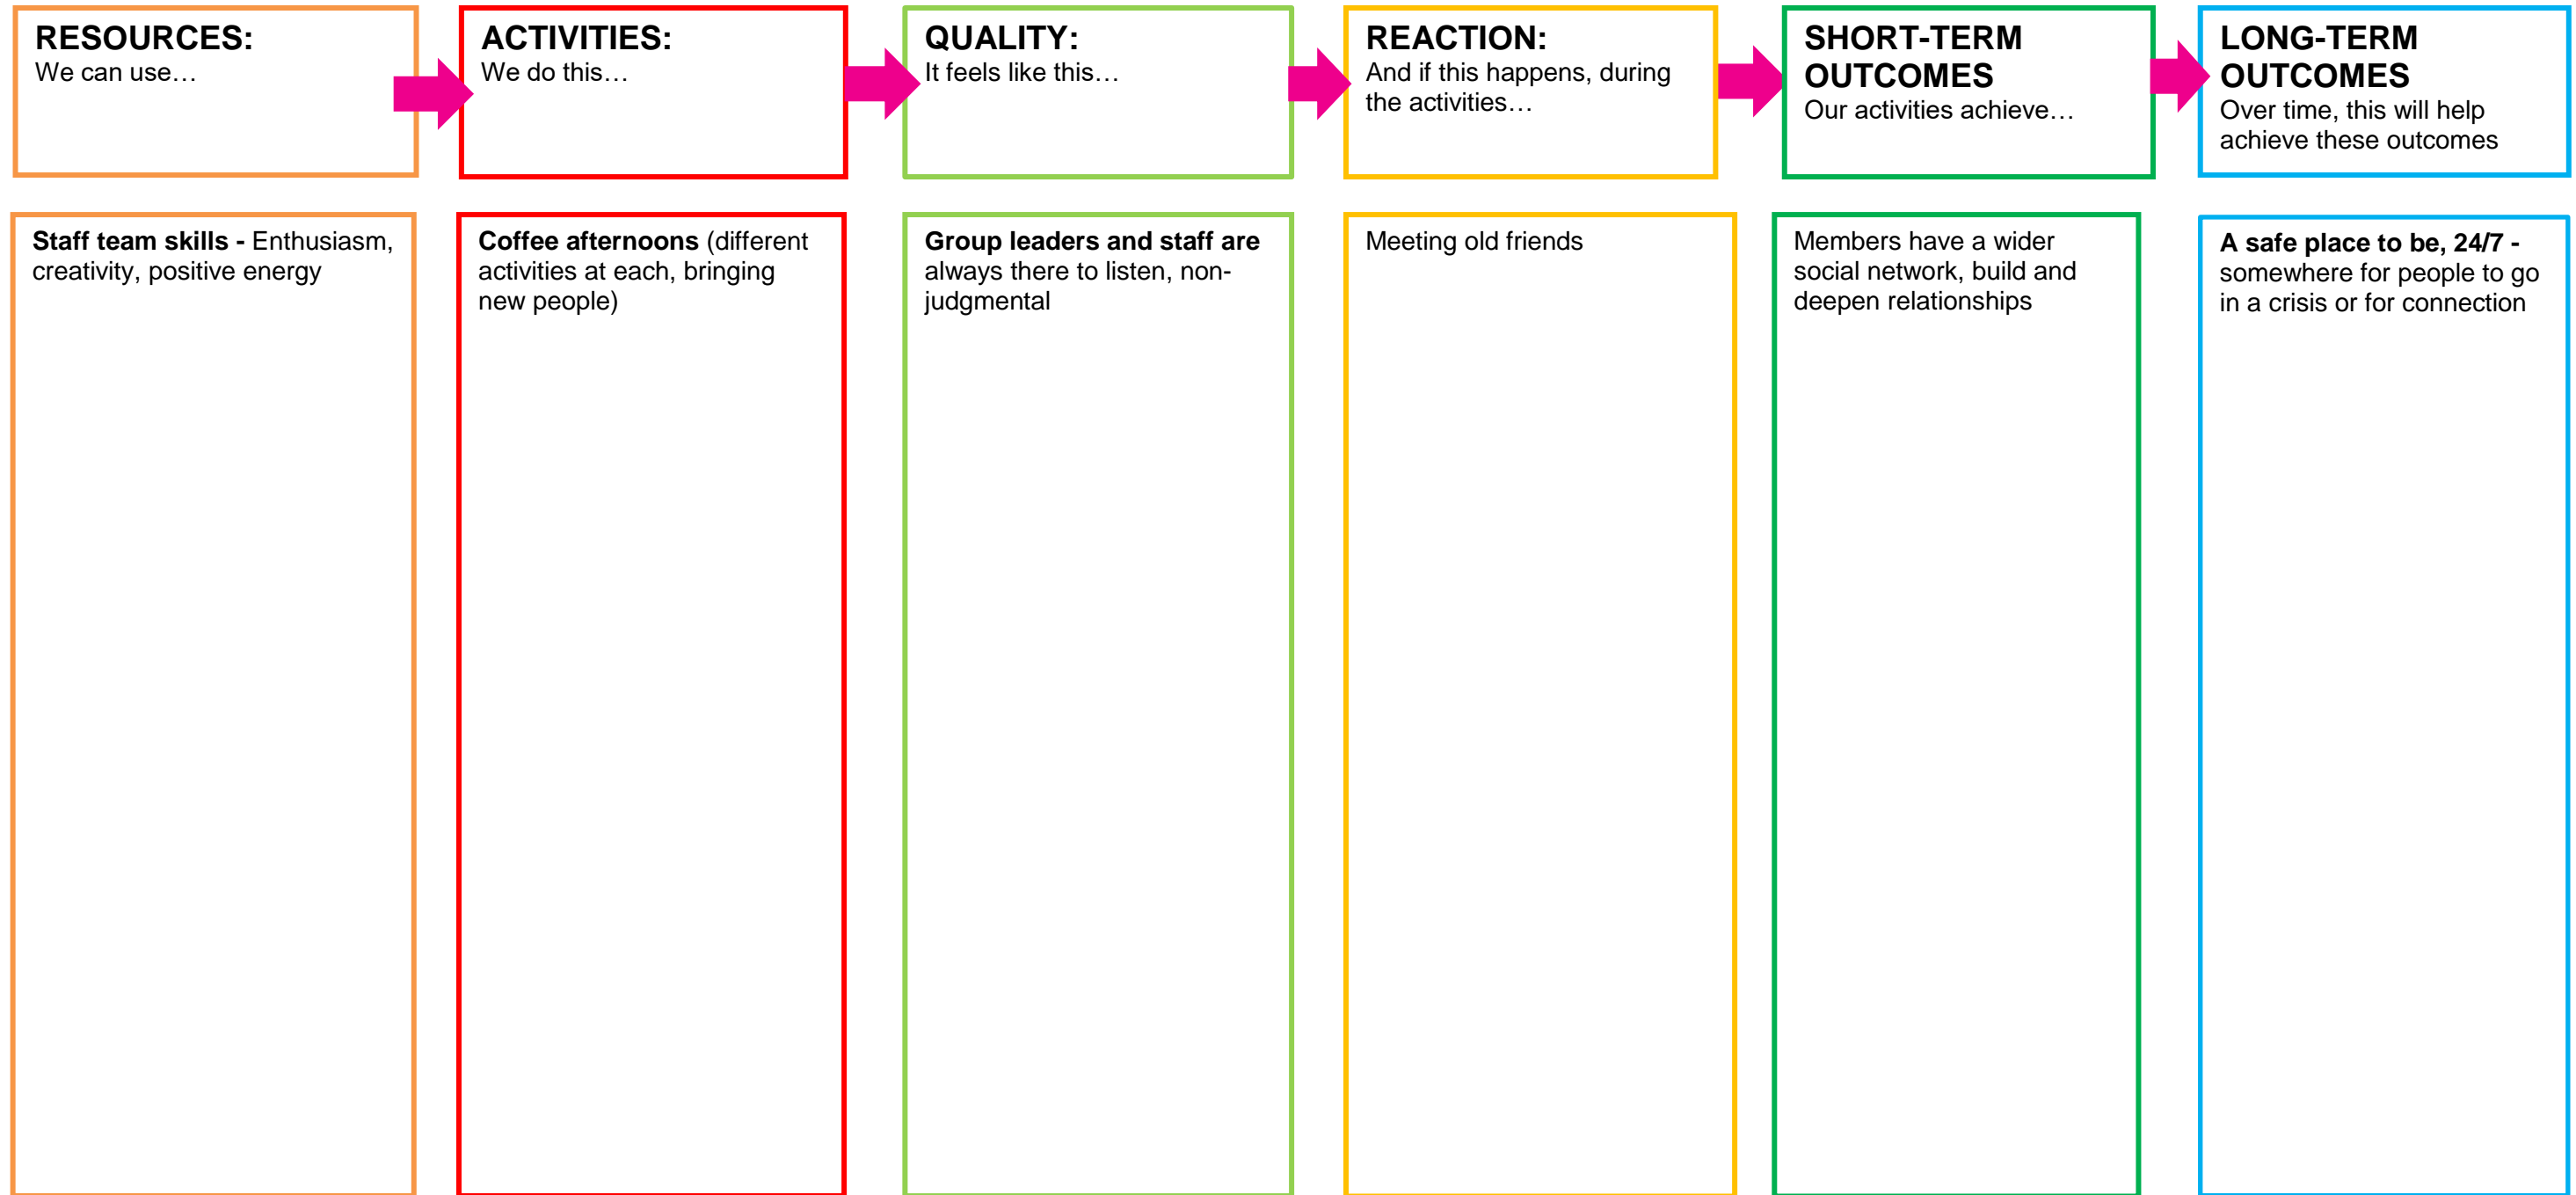 RESOURCES:
We can use…
ACTIVITIES:
We do this…
QUALITY:
It feels like this…
REACTION:
And if this happens, during
the activities…
SHORT-TERM
OUTCOMES
Our activities achieve…
LONG-TERM
OUTCOMES
Over time, this will help
achieve these outcomes
Staff team skills - Enthusiasm,
creativity, positive energy
Coffee afternoons (different
activities at each, bringing
new people)
Group leaders and staff are
always there to listen, non-
judgmental
Meeting old friends
Members have a wider
social network, build and
deepen relationships
A safe place to be, 24/7 -
somewhere for people to go
in a crisis or for connection